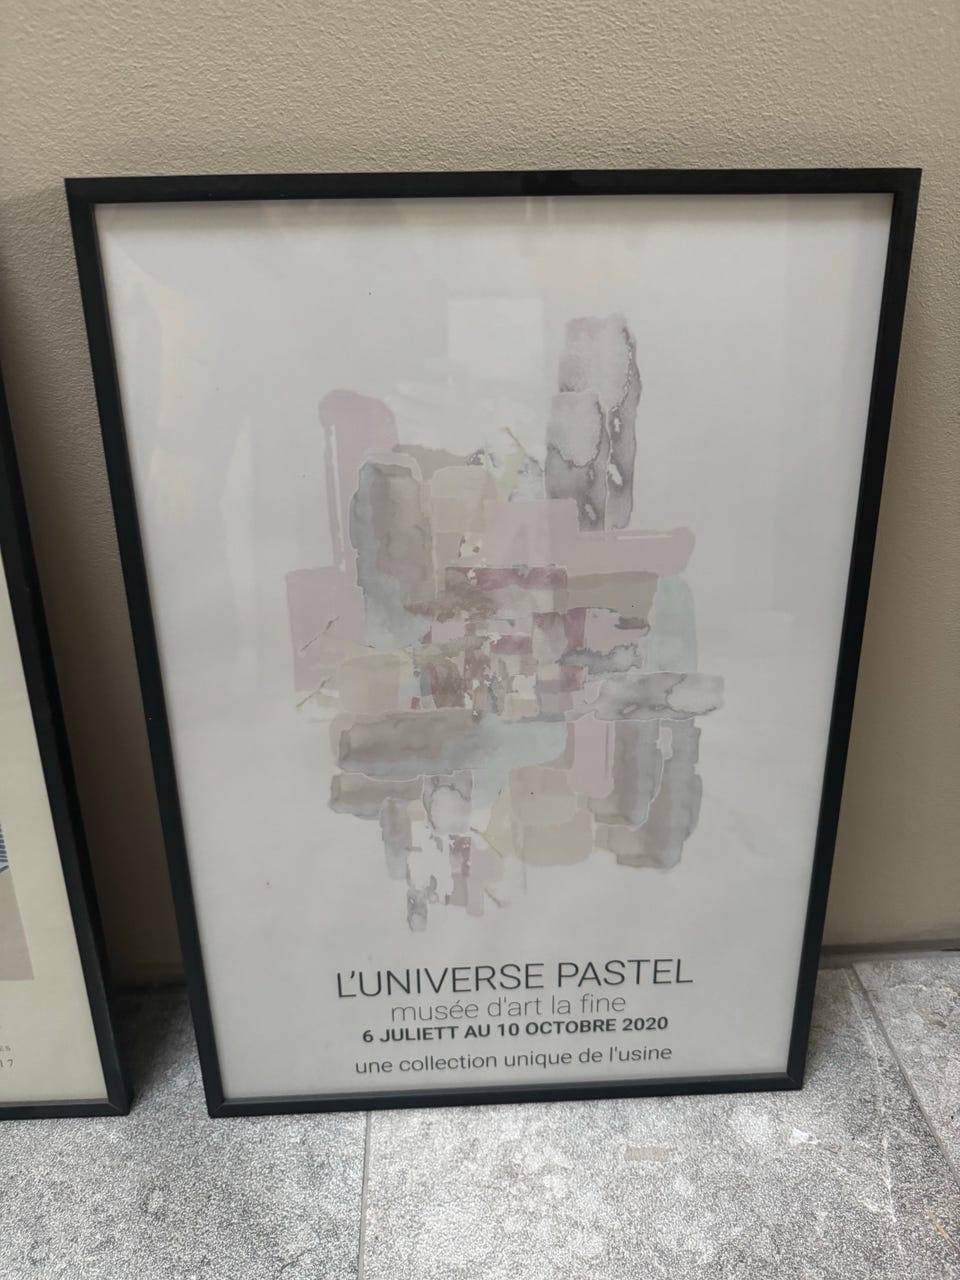 L'UNIVERSE PASTEL
musée d'art la fine
6 JULIETT AU 10 OCTOBRE 2020
une collection unique de l'usine